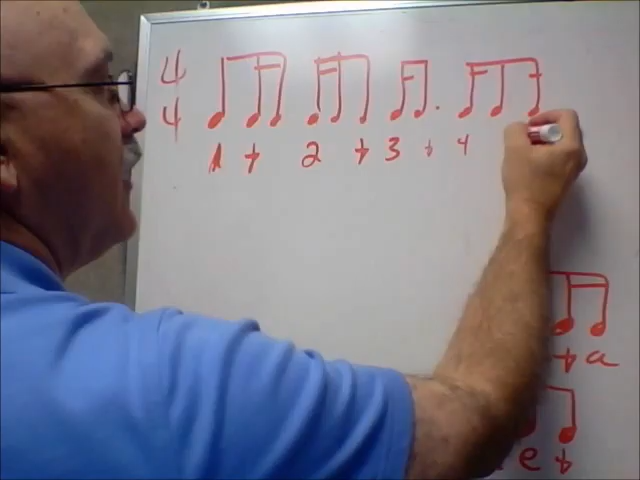 4
4
1 + 2 + 3 + 4
+ a
e +